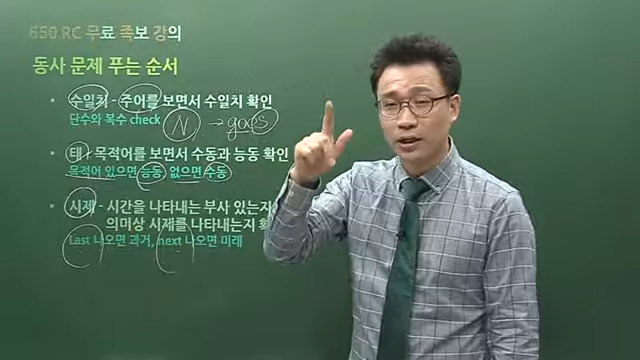 650 RC 무료 족보 강의
동사 문제 푸는 순서
• 수일치 - 주어를 보면서 수일치 확인
단수와 복수 check N → goes
• 태 - 목적어를 보면서 수동과 능동 확인
목적어 있으면 능동 없으면 수동
• 시제 - 시간을 나타내는 부사 있는지
의미상 시제를 나타내는지
Last 나오면 과거, next 나오면 미래